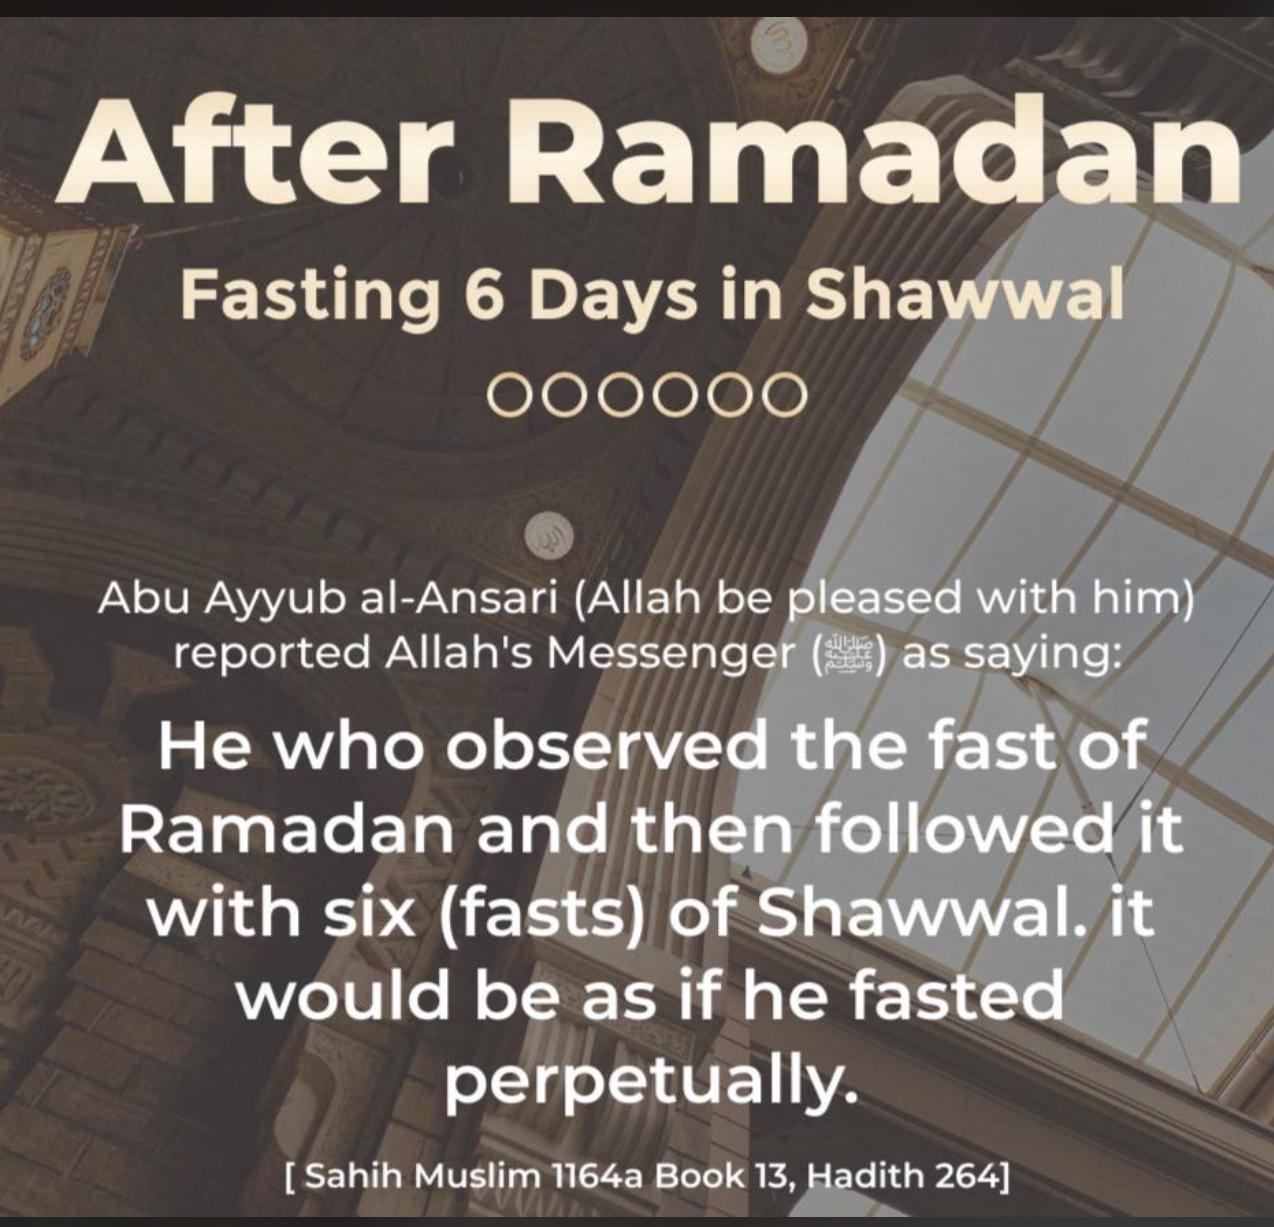 After Ramadan
Fasting 6 Days in Shawwal
Abu Ayyub al-Ansari (Allah be pleased with him)
reported Allah's Messenger (ﷺ) as saying:
He who observed the fast of
Ramadan and then followed it
with six (fasts) of Shawwal. it
would be as if he fasted
perpetually.
[ Sahih Muslim 1164a Book 13, Hadith 264]